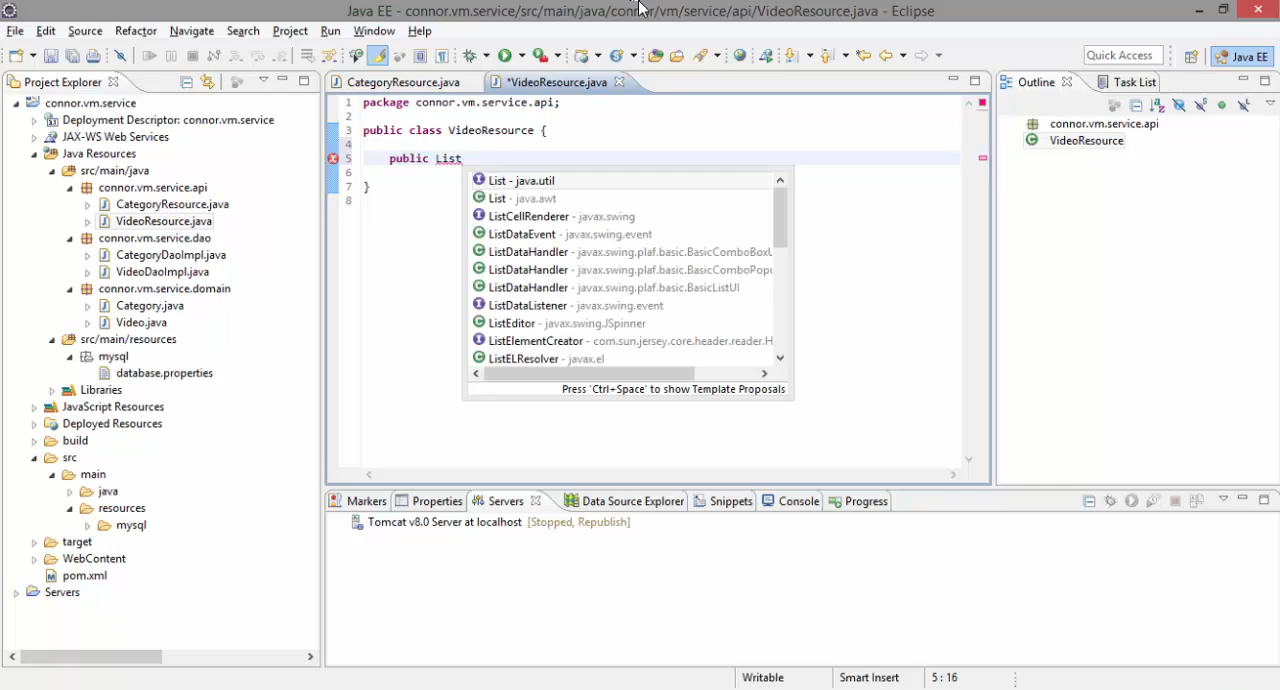 Java EE - connor.vm.service/src/main/java/connor/vm/service/api/VideoResource.java - Eclipse
File Edit Source Refactor Navigate Search Project Run Window Help
Quick Access
Java EE
Project Explorer
connor.vm.service
Deployment Descriptor: connor.vm.service
JAX-WS Web Services
Java Resources
src/main/java
connor.vm.service.api
CategoryResource.java
VideoResource.java
connor.vm.service.dao
CategoryDaoImpl.java
VideoDaoImpl.java
connor.vm.service.domain
Category.java
Video.java
src/main/resources
mysql
database.properties
Libraries
JavaScript Resources
Deployed Resources
build
src
main
java
resources
mysql
target
WebContent
pom.xml
Servers
CategoryResource.java *VideoResource.java
1 package connor.vm.service.api;
2
3 public class VideoResource {
4
5 public List
6
7 }
8
List - java.util
List - java.awt
ListCellRenderer - javax.swing
ListDataEvent - javax.swing.event
ListDataHandler - javax.swing.plaf.basic.BasicComboBoxU
ListDataHandler - javax.swing.plaf.basic.BasicComboPopu
ListDataHandler - javax.swing.plaf.basic.BasicListUI
ListDataListener - javax.swing.event
ListEditor - javax.swing.JSpinner
ListElementCreator - com.sun.jersey.core.header.reader.H
ListELResolver - javax.el
Press 'Ctrl+Space' to show Template Proposals
Outline Task List
connor.vm.service.api
VideoResource
Markers Properties Servers Data Source Explorer Snippets Console Progress
Tomcat v8.0 Server at localhost [Stopped, Republish]
Writable Smart Insert 5 : 16